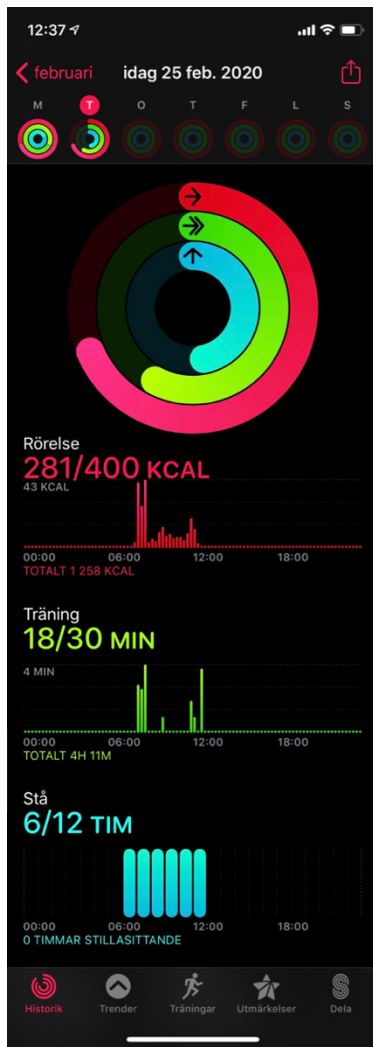 12:37
februari idag 25 feb. 2020
M T O T F L S
Rörelse
281/400 KCAL
43 KCAL
00:00 06:00 12:00 18:00
TOTALT 1 258 KCAL
Träning
18/30 MIN
4 MIN
00:00 06:00 12:00 18:00
TOTALT 4H 11M
Stå
6/12 TIM
00:00 06:00 12:00 18:00
0 TIMMAR STILLASITTANDE
Historik Trender Träningar Utmärkelser Dela